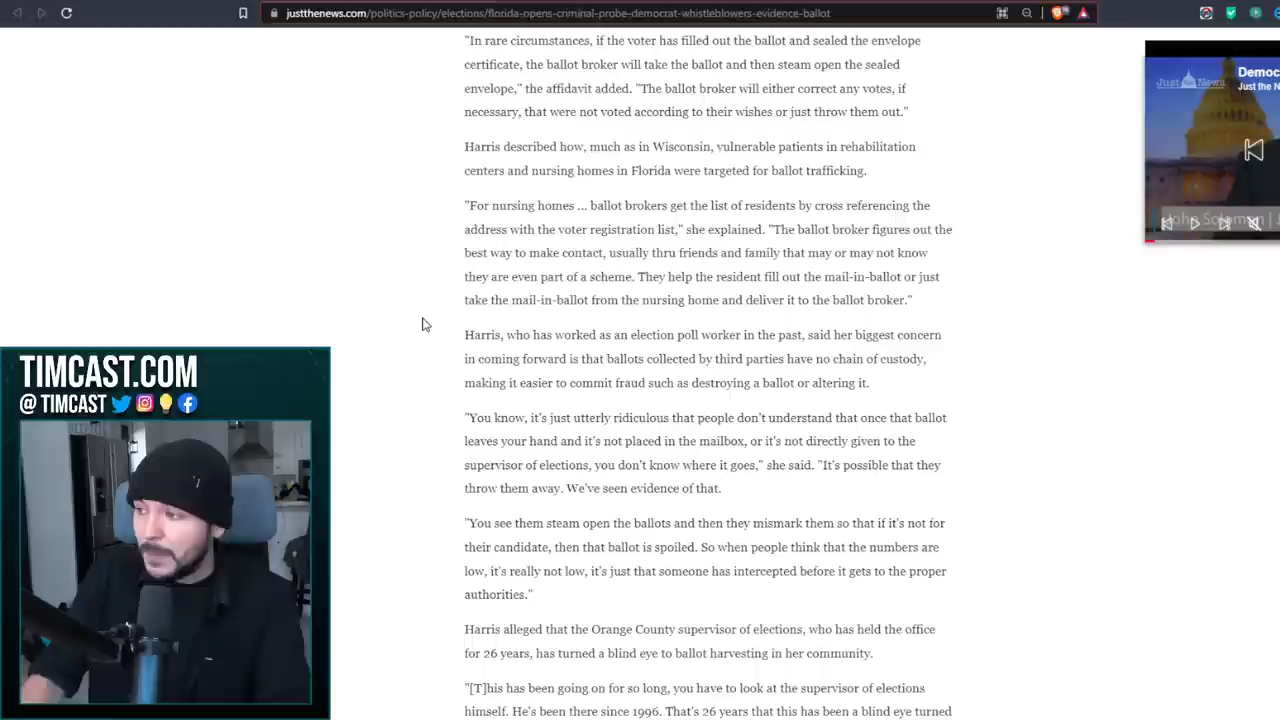 justthenews.com/politics-policy/elections/florida-opens-criminal-probe-democrat-whistleblowers-evidence-ballot
"In rare circumstances, if the voter has filled out the ballot and sealed the envelope
certificate, the ballot broker will take the ballot and then steam open the sealed
envelope," the affidavit added. "The ballot broker will either correct any votes, if
necessary, that were not voted according to their wishes or just throw them out."
Harris described how, much as in Wisconsin, vulnerable patients in rehabilitation
centers and nursing homes in Florida were targeted for ballot trafficking.
"For nursing homes ... ballot brokers get the list of residents by cross referencing the
address with the voter registration list," she explained. "The ballot broker figures out the
best way to make contact, usually thru friends and family that may or may not know
they are even part of a scheme. They help the resident fill out the mail-in-ballot or just
take the mail-in-ballot from the nursing home and deliver it to the ballot broker."
Harris, who has worked as an election poll worker in the past, said her biggest concern
in coming forward is that ballots collected by third parties have no chain of custody,
making it easier to commit fraud such as destroying a ballot or altering it.
"You know, it's just utterly ridiculous that people don't understand that once that ballot
leaves your hand and it's not placed in the mailbox, or it's not directly given to the
supervisor of elections, you don't know where it goes," she said. "It's possible that they
throw them away. We've seen evidence of that.
"You see them steam open the ballots and then they mismark them so that if it's not for
their candidate, then that ballot is spoiled. So when people think that the numbers are
low, it's really not low, it's just that someone has intercepted before it gets to the proper
authorities."
Harris alleged that the Orange County supervisor of elections, who has held the office
for 26 years, has turned a blind eye to ballot harvesting in her community.
"[T]his has been going on for so long, you have to look at the supervisor of elections
himself. He's been there since 1996. That's 26 years that this has been a blind eye turned
Just the News
Democ
Just the N
John Solomon | J
TIMCAST.COM
@ TIMCAST